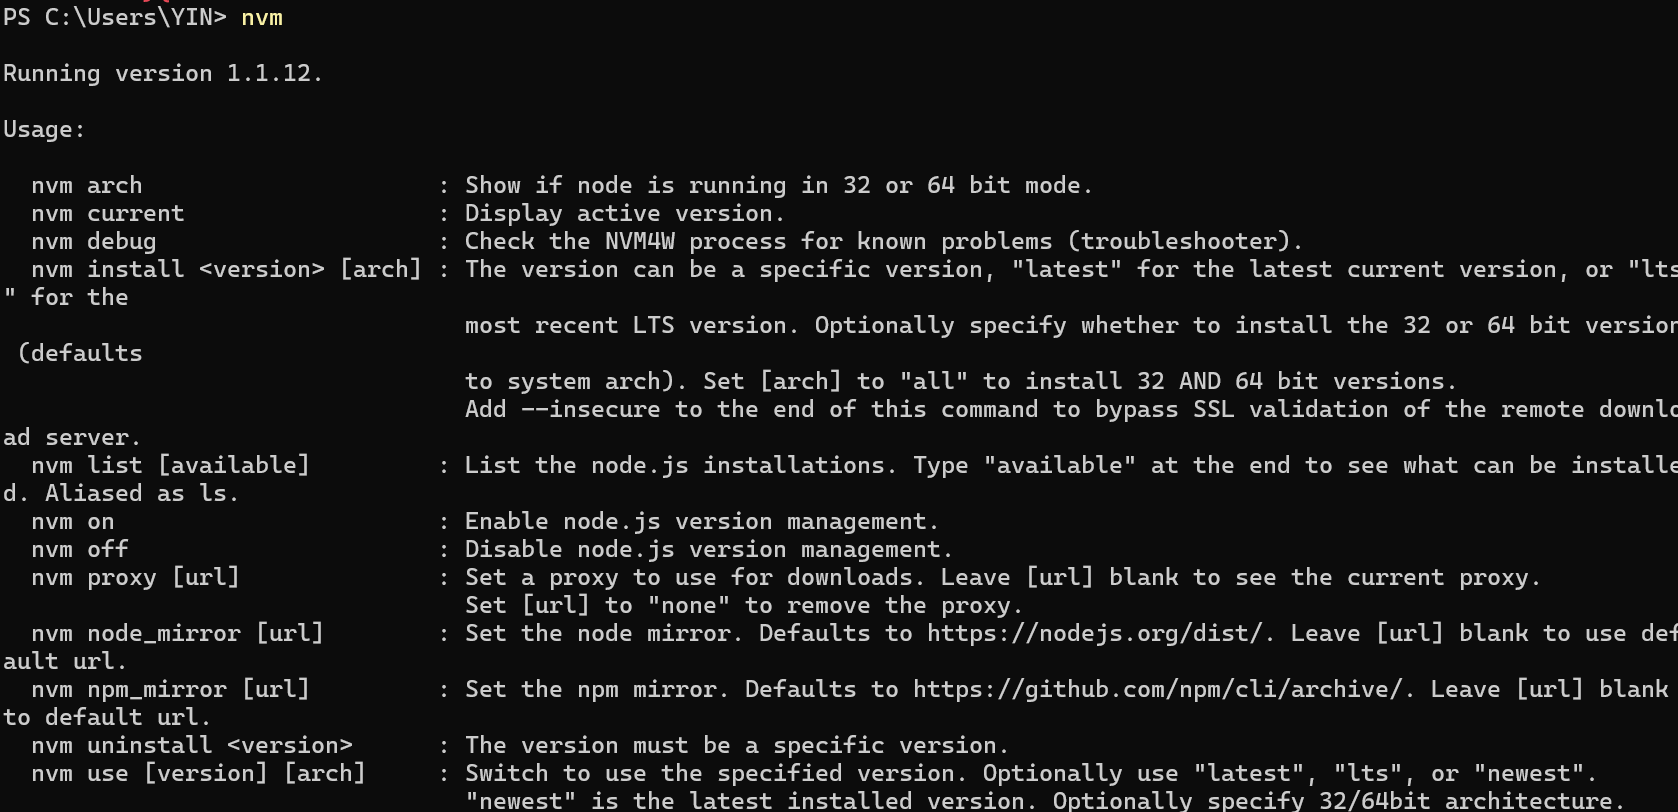 PS C:\Users\YIN> nvm
Running version 1.1.12.
Usage:
  nvm arch                     : Show if node is running in 32 or 64 bit mode.
  nvm current                  : Display active version.
  nvm debug                    : Check the NVM4W process for known problems (troubleshooter).
  nvm install <version> [arch] : The version can be a specific version, "latest" for the latest current version, or "lts
" for the
                                 most recent LTS version. Optionally specify whether to install the 32 or 64 bit version
 (defaults
                                 to system arch). Set [arch] to "all" to install 32 AND 64 bit versions.
                                 Add --insecure to the end of this command to bypass SSL validation of the remote downlo
ad server.
  nvm list [available]         : List the node.js installations. Type "available" at the end to see what can be installe
d. Aliased as ls.
  nvm on                       : Enable node.js version management.
  nvm off                      : Disable node.js version management.
  nvm proxy [url]              : Set a proxy to use for downloads. Leave [url] blank to see the current proxy.
                                 Set [url] to "none" to remove the proxy.
  nvm node_mirror [url]        : Set the node mirror. Defaults to https://nodejs.org/dist/. Leave [url] blank to use def
ault url.
  nvm npm_mirror [url]         : Set the npm mirror. Defaults to https://github.com/npm/cli/archive/. Leave [url] blank
to default url.
  nvm uninstall <version>      : The version must be a specific version.
  nvm use [version] [arch]     : Switch to use the specified version. Optionally use "latest", "lts", or "newest".
                                 "newest" is the latest installed version. Optionally specify 32/64bit architecture.